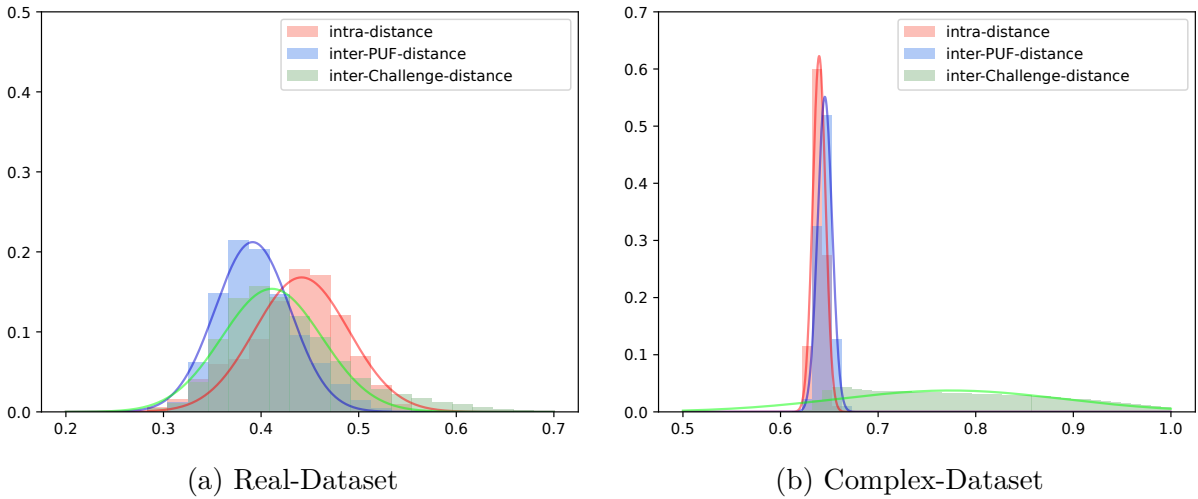 0.5
0.4
0.3
0.2
0.1
0.0
0.2 0.3 0.4 0.5 0.6 0.7
intra-distance
inter-PUF-distance
inter-Challenge-distance
(a) Real-Dataset
0.7
0.6
0.5
0.4
0.3
0.2
0.1
0.0
0.5 0.6 0.7 0.8 0.9 1.0
intra-distance
inter-PUF-distance
inter-Challenge-distance
(b) Complex-Dataset